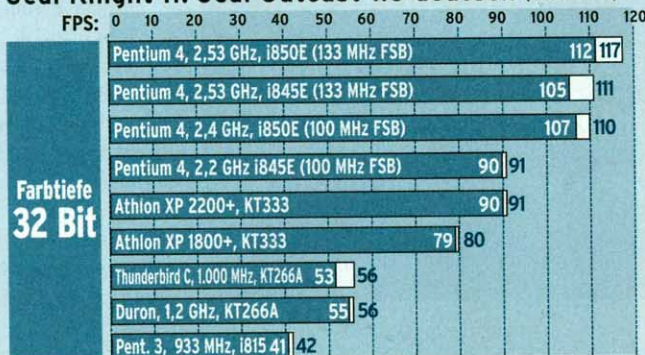 FPS: 0 10 20 30 40 50 60 70 80 90 100 110 120
Farbtiefe
32 Bit
Pentium 4, 2,53 GHz, i850E (133 MHz FSB) 112 117
Pentium 4, 2,53 GHz, i845E (133 MHz FSB) 105 111
Pentium 4, 2,4 GHz, i850E (100 MHz FSB) 107 110
Pentium 4, 2,2 GHz i845E (100 MHz FSB) 90 91
Athlon XP 2200+, KT333 90 91
Athlon XP 1800+, KT333 79 80
Thunderbird C, 1.000 MHz, KT266A 53 56
Duron, 1,2 GHz, KT266A 55 56
Pent. 3, 933 MHz, i815 41 42